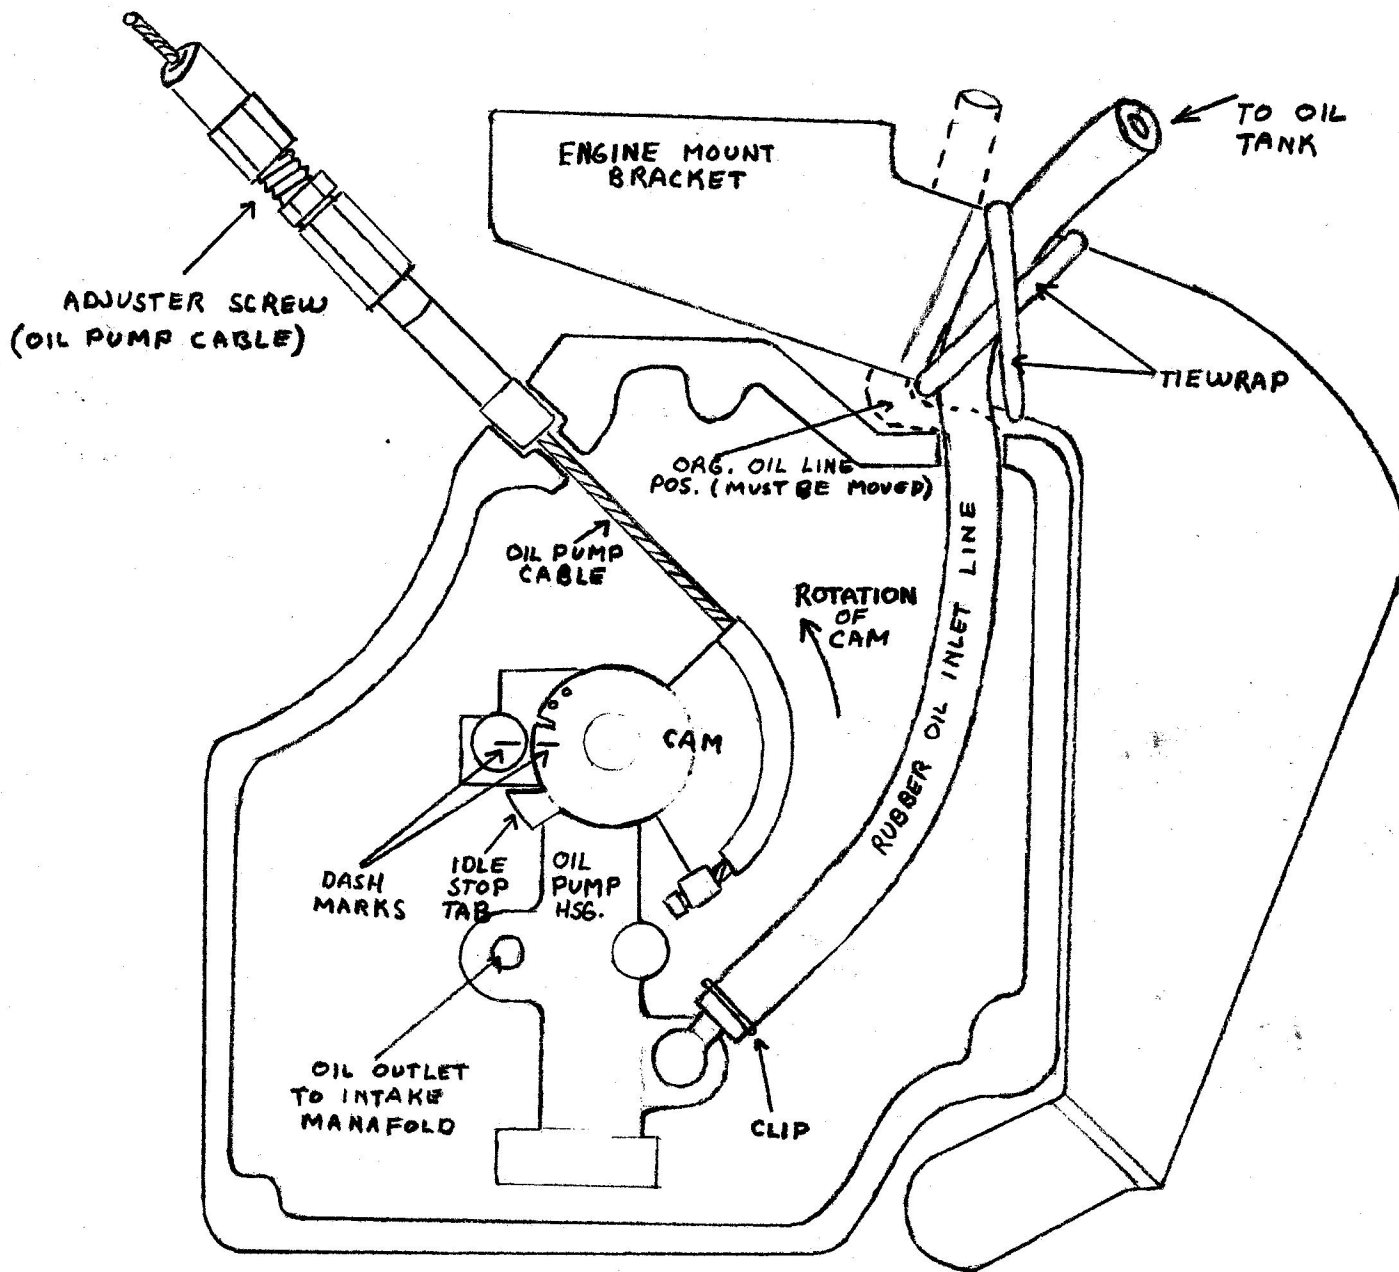 TO OIL
TANK
ENGINE MOUNT
BRACKET
ADJUSTER SCREW
(OIL PUMP CABLE)
TIEWRAP
ORG. OIL LINE
POS. (MUST BE MOVED)
OIL PUMP
CABLE
ROTATION
OF
CAM
RUBBER OIL INLET LINE
CAM
DASH
MARKS
IDLE
STOP
TAB
OIL
PUMP
HSG.
OIL OUTLET
TO INTAKE
MANAFOLD
CLIP